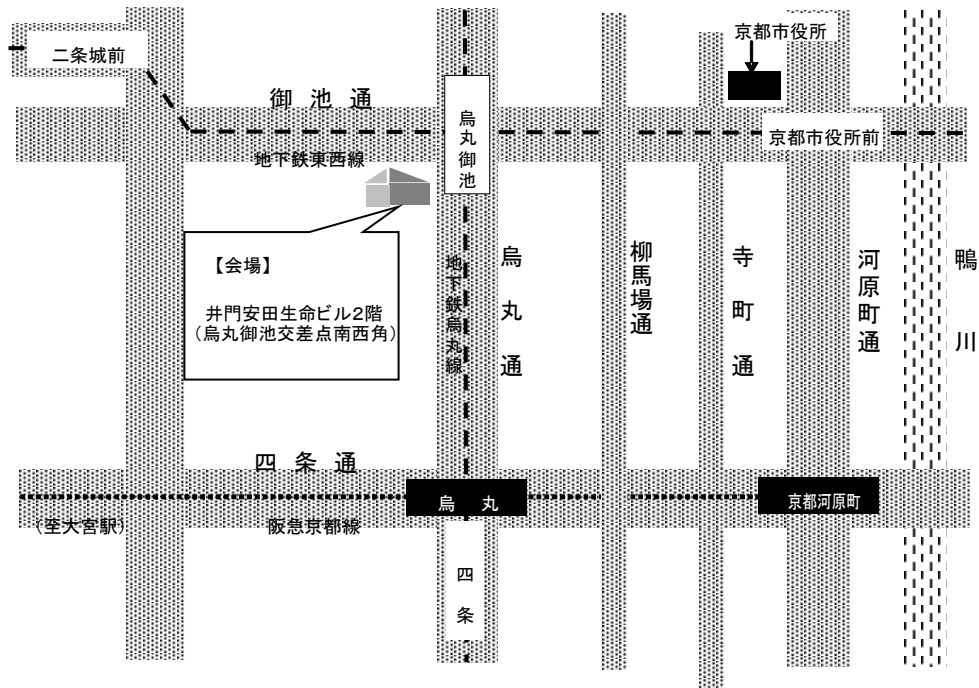 京都市役所
二条城前
御池通
烏丸御池
京都市役所前
地下鉄東西線
【会場】
井門安田生命ビル2階
(烏丸御池交差点南西角)
地下鉄烏丸線
烏丸通
柳馬場通
寺町通
河原町通
鴨川
四条通
烏丸
京都河原町
(至大宮駅)
阪急京都線
四条